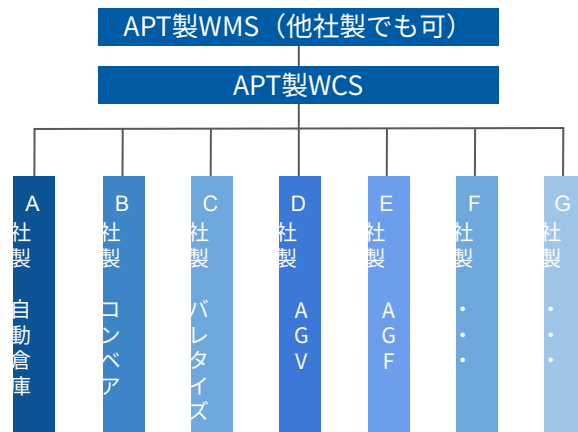 APT製WMS（他社製でも可）
APT製WCS
A社製 自動倉庫
B社製 コンベア
C社製 パレタイズ
D社製 AGV
E社製 AGF
F社製 ・・・
G社製 ・・・